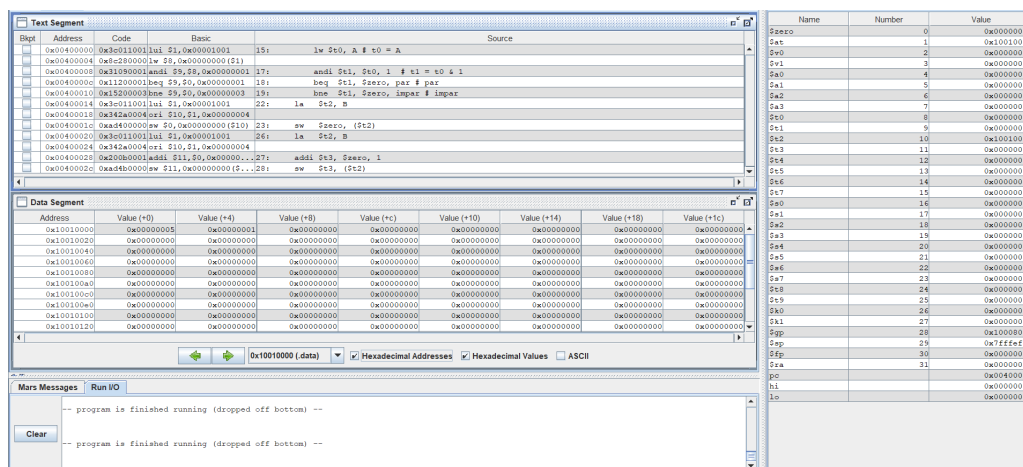 Text Segment
Bkpt Address Code Basic Source
0x00400000 0x3c011001 lui $1,0x00001001 15: lw $t0, A # t0 = A
0x00400004 0x8c280000 lw $8,0x00000000($1)
0x00400008 0x31090001 andi $9,$8,0x00000001 17: andi $t1, $t0, 1 # t1 = t0 & 1
0x0040000c 0x11200001 beq $9,$0,0x00000001 18: beq $t1, $zero, par # par
0x00400010 0x15200003 bne $9,$0,0x00000003 19: bne $t1, $zero, impar # impar
0x00400014 0x3c011001 lui $1,0x00001001 22: la $t2, B
0x00400018 0x342a0004 ori $10,$1,0x00000004
0x0040001c 0xad400000 sw $0,0x00000000($10) 23: sw $zero, ($t2)
0x00400020 0x3c011001 lui $1,0x00001001 26: la $t2, B
0x00400024 0x342a0004 ori $10,$1,0x00000004
0x00400028 0x200b0001 addi $11,$0,0x00000... 27: addi $t3, $zero, 1
0x0040002c 0xad4b0000 sw $11,0x00000000($... 28: sw $t3, ($t2)
Data Segment
Address Value (+0) Value (+4) Value (+8) Value (+c) Value (+10) Value (+14) Value (+18) Value (+1c)
0x10010000 0x00000005 0x00000001 0x00000000 0x00000000 0x00000000 0x00000000 0x00000000 0x00000000
0x10010020 0x00000000 0x00000000 0x00000000 0x00000000 0x00000000 0x00000000 0x00000000 0x00000000
0x10010040 0x00000000 0x00000000 0x00000000 0x00000000 0x00000000 0x00000000 0x00000000 0x00000000
0x10010060 0x00000000 0x00000000 0x00000000 0x00000000 0x00000000 0x00000000 0x00000000 0x00000000
0x10010080 0x00000000 0x00000000 0x00000000 0x00000000 0x00000000 0x00000000 0x00000000 0x00000000
0x100100a0 0x00000000 0x00000000 0x00000000 0x00000000 0x00000000 0x00000000 0x00000000 0x00000000
0x100100c0 0x00000000 0x00000000 0x00000000 0x00000000 0x00000000 0x00000000 0x00000000 0x00000000
0x100100e0 0x00000000 0x00000000 0x00000000 0x00000000 0x00000000 0x00000000 0x00000000 0x00000000
0x10010100 0x00000000 0x00000000 0x00000000 0x00000000 0x00000000 0x00000000 0x00000000 0x00000000
0x10010120 0x00000000 0x00000000 0x00000000 0x00000000 0x00000000 0x00000000 0x00000000 0x00000000
0x10010000 (.data) Hexadecimal Addresses Hexadecimal Values ASCII
Mars Messages Run I/O
-- program is finished running (dropped off bottom) --
Clear
-- program is finished running (dropped off bottom) --
Name Number Value
$zero 0 0x000000
$at 1 0x100100
$v0 2 0x000000
$v1 3 0x000000
$a0 4 0x000000
$a1 5 0x000000
$a2 6 0x000000
$a3 7 0x000000
$t0 8 0x000000
$t1 9 0x000000
$t2 10 0x100100
$t3 11 0x000000
$t4 12 0x000000
$t5 13 0x000000
$t6 14 0x000000
$t7 15 0x000000
$s0 16 0x000000
$s1 17 0x000000
$s2 18 0x000000
$s3 19 0x000000
$s4 20 0x000000
$s5 21 0x000000
$s6 22 0x000000
$s7 23 0x000000
$t8 24 0x000000
$t9 25 0x000000
$k0 26 0x000000
$k1 27 0x000000
$gp 28 0x100080
$sp 29 0x7fffef
$fp 30 0x000000
$ra 31 0x000000
pc 0x004000
hi 0x000000
lo 0x000000